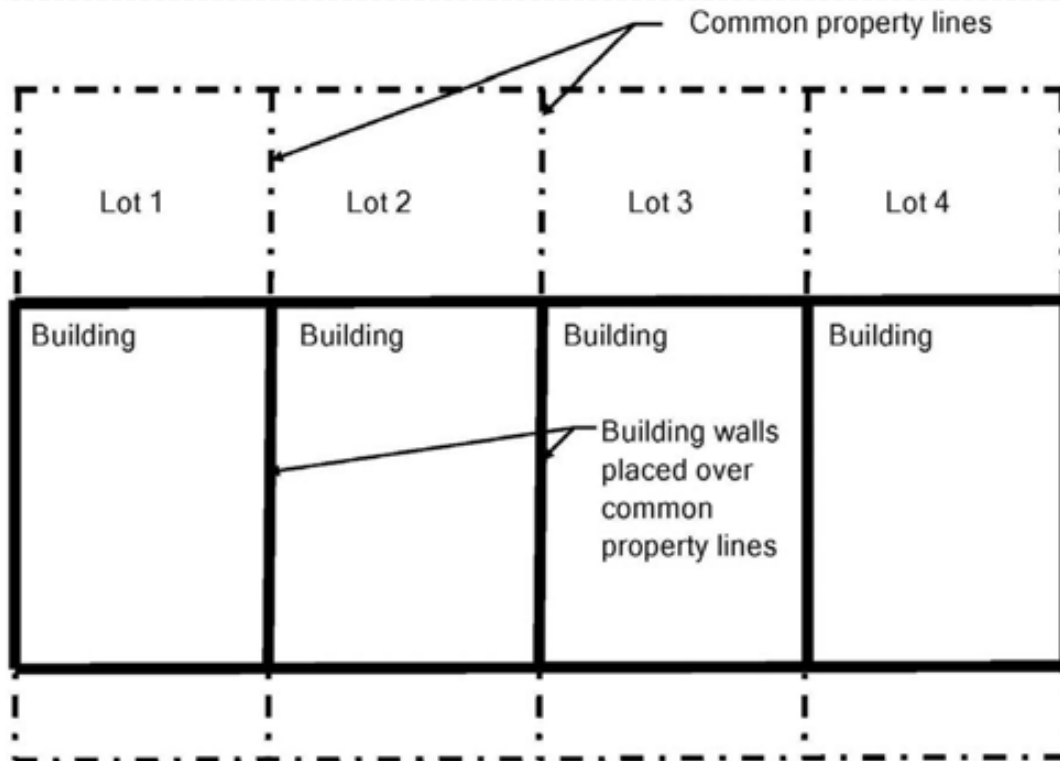 Common property lines
Lot 1
Lot 2
Lot 3
Lot 4
Building
Building
Building
Building
Building walls
placed over
common
property lines